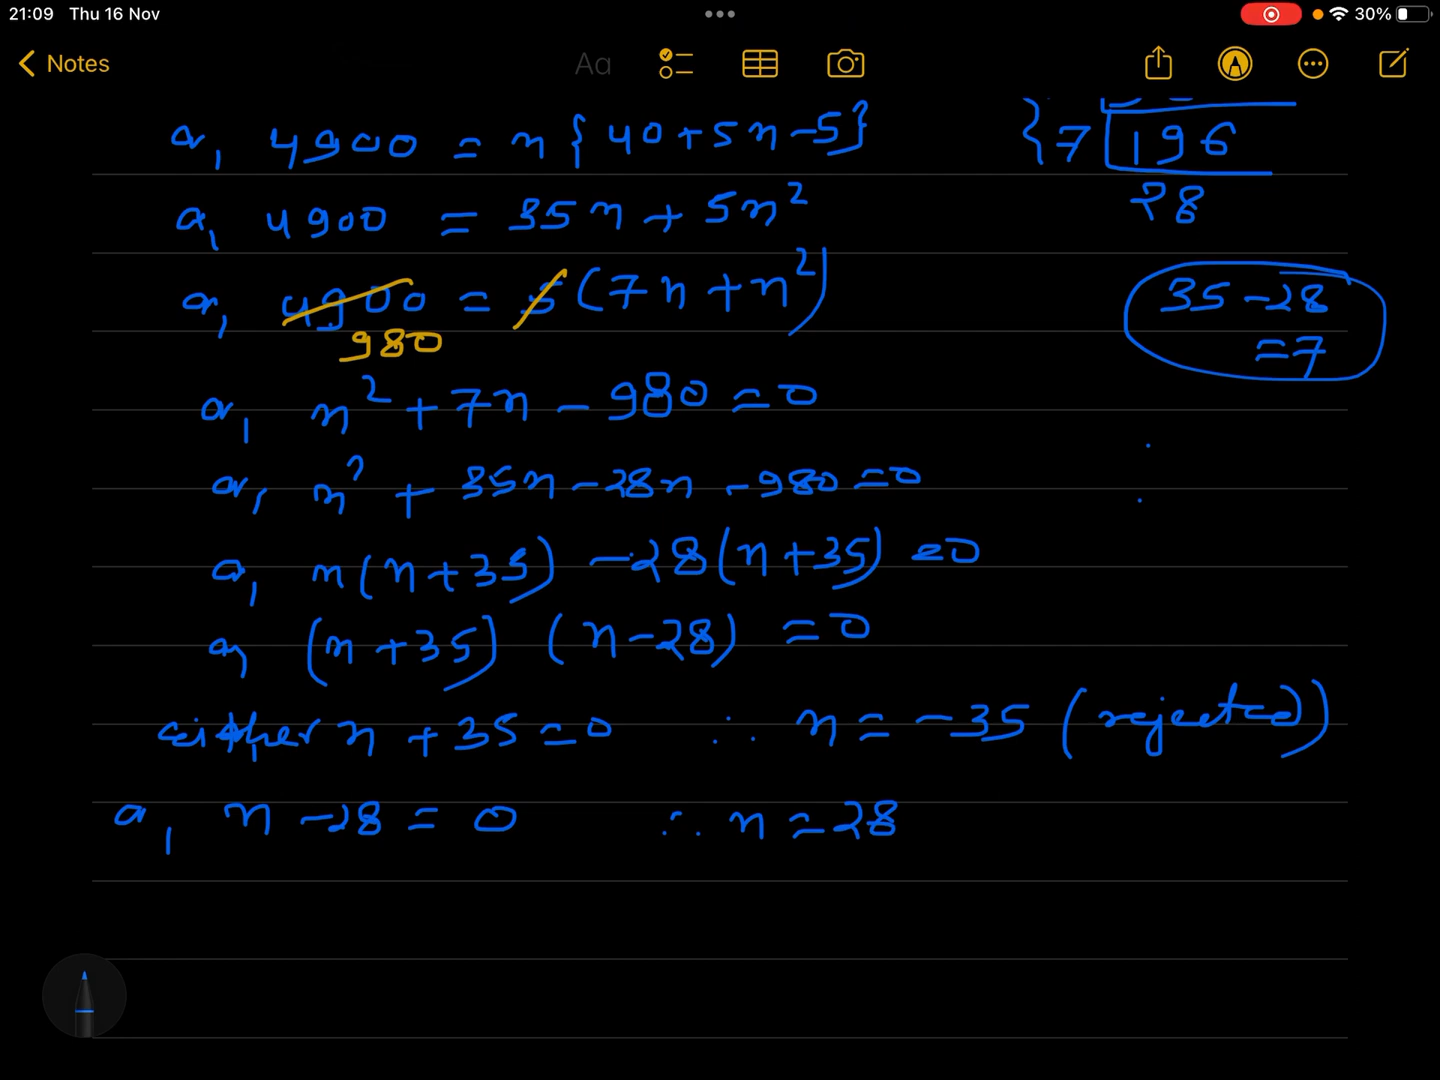 21:09 Thu 16 Nov
30%
Notes
Aa
or, 4900 = n{40+5n-5}
or, 4900 = 35n + 5n²
or, 4900 = 5(7n+n²)
980
or, n² + 7n - 980 = 0
or, n² + 35n - 28n - 980 = 0
or, n(n+35) - 28(n+35) = 0
or, (n+35) (n-28) = 0
either n + 35 = 0 ∴ n = -35 (rejected)
or, n - 28 = 0 ∴ n = 28
7 196
28
35-28
=7